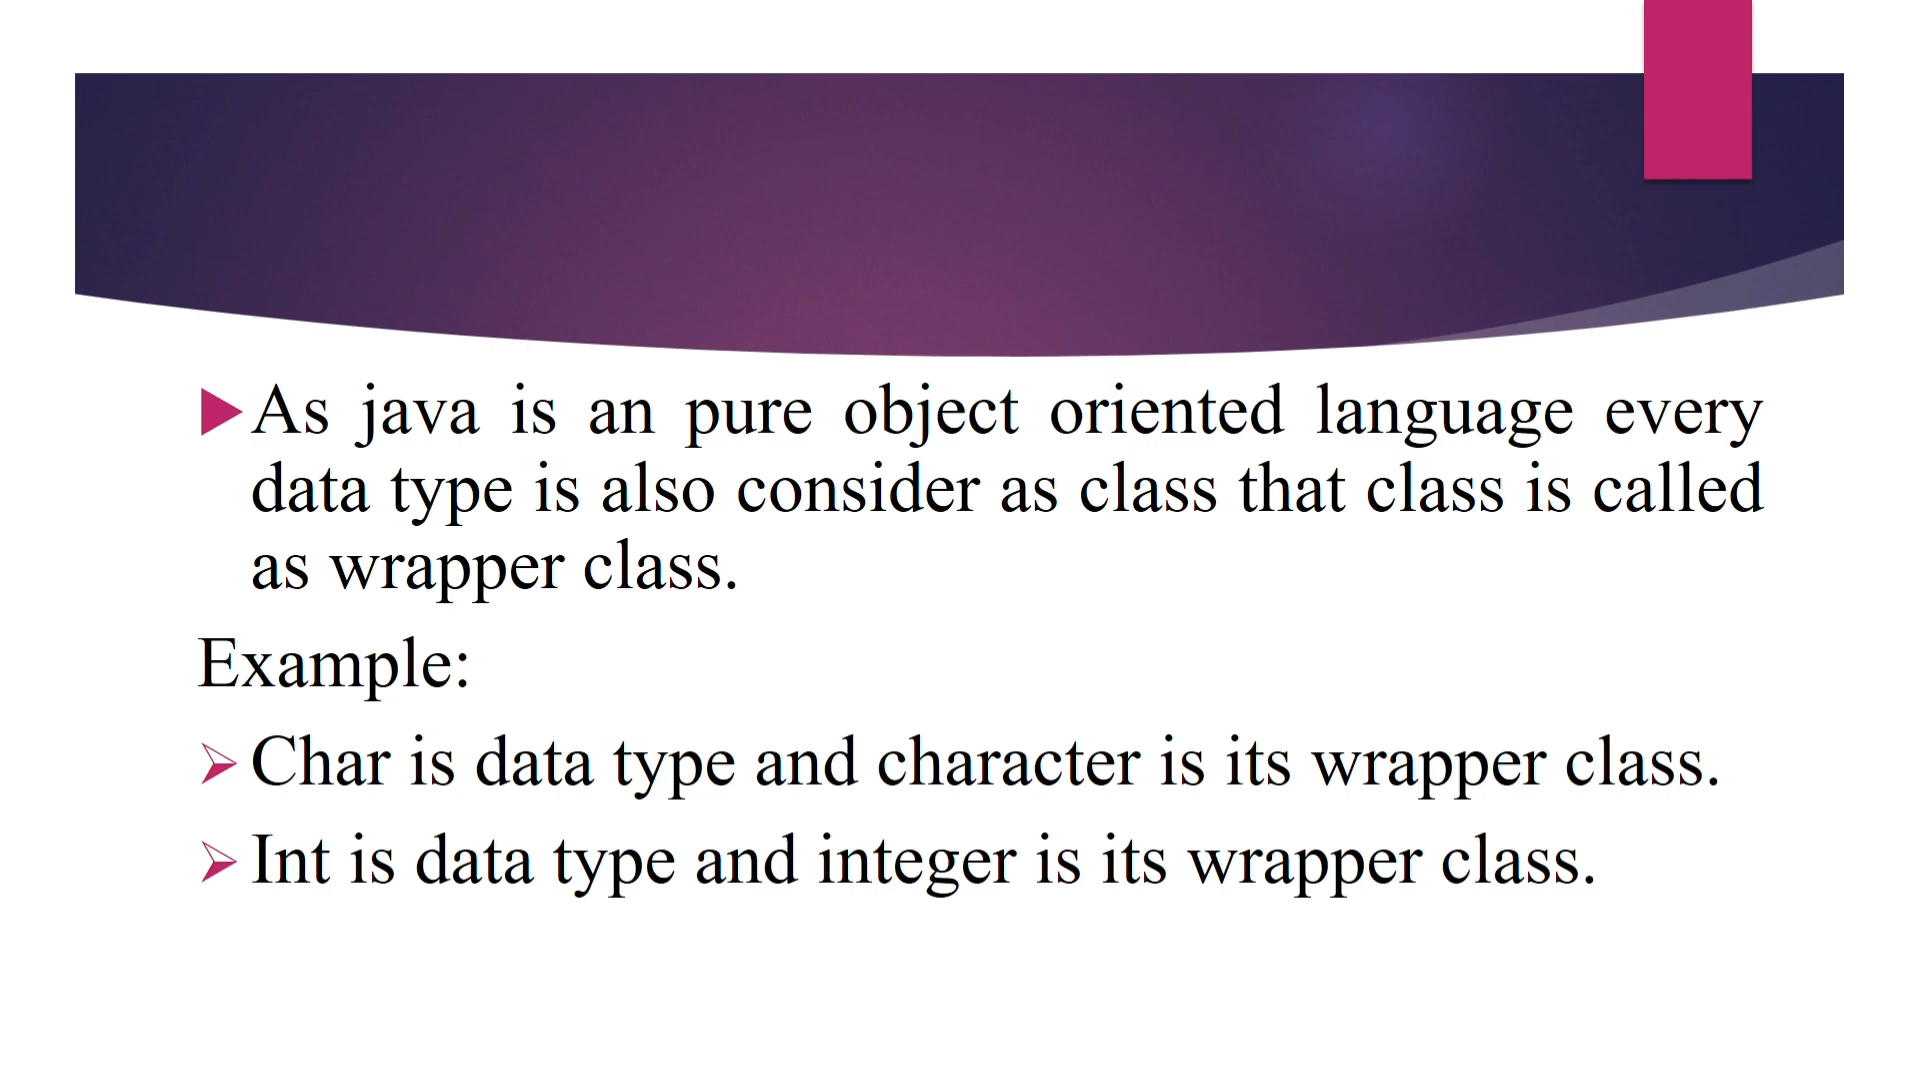 As java is an pure object oriented language every
data type is also consider as class that class is called
as wrapper class.
Example:
Char is data type and character is its wrapper class.
Int is data type and integer is its wrapper class.